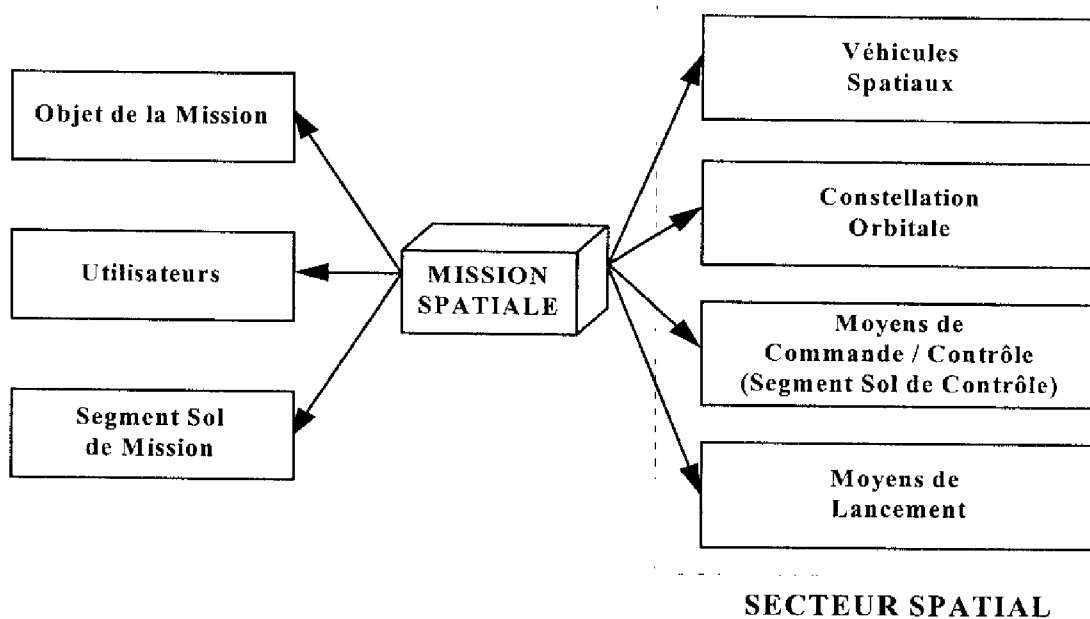 Objet de la Mission
Utilisateurs
Segment Sol
de Mission
MISSION
SPATIALE
Véhicules
Spatiaux
Constellation
Orbitale
Moyens de
Commande / Contrôle
(Segment Sol de Contrôle)
Moyens de
Lancement
SECTEUR SPATIAL